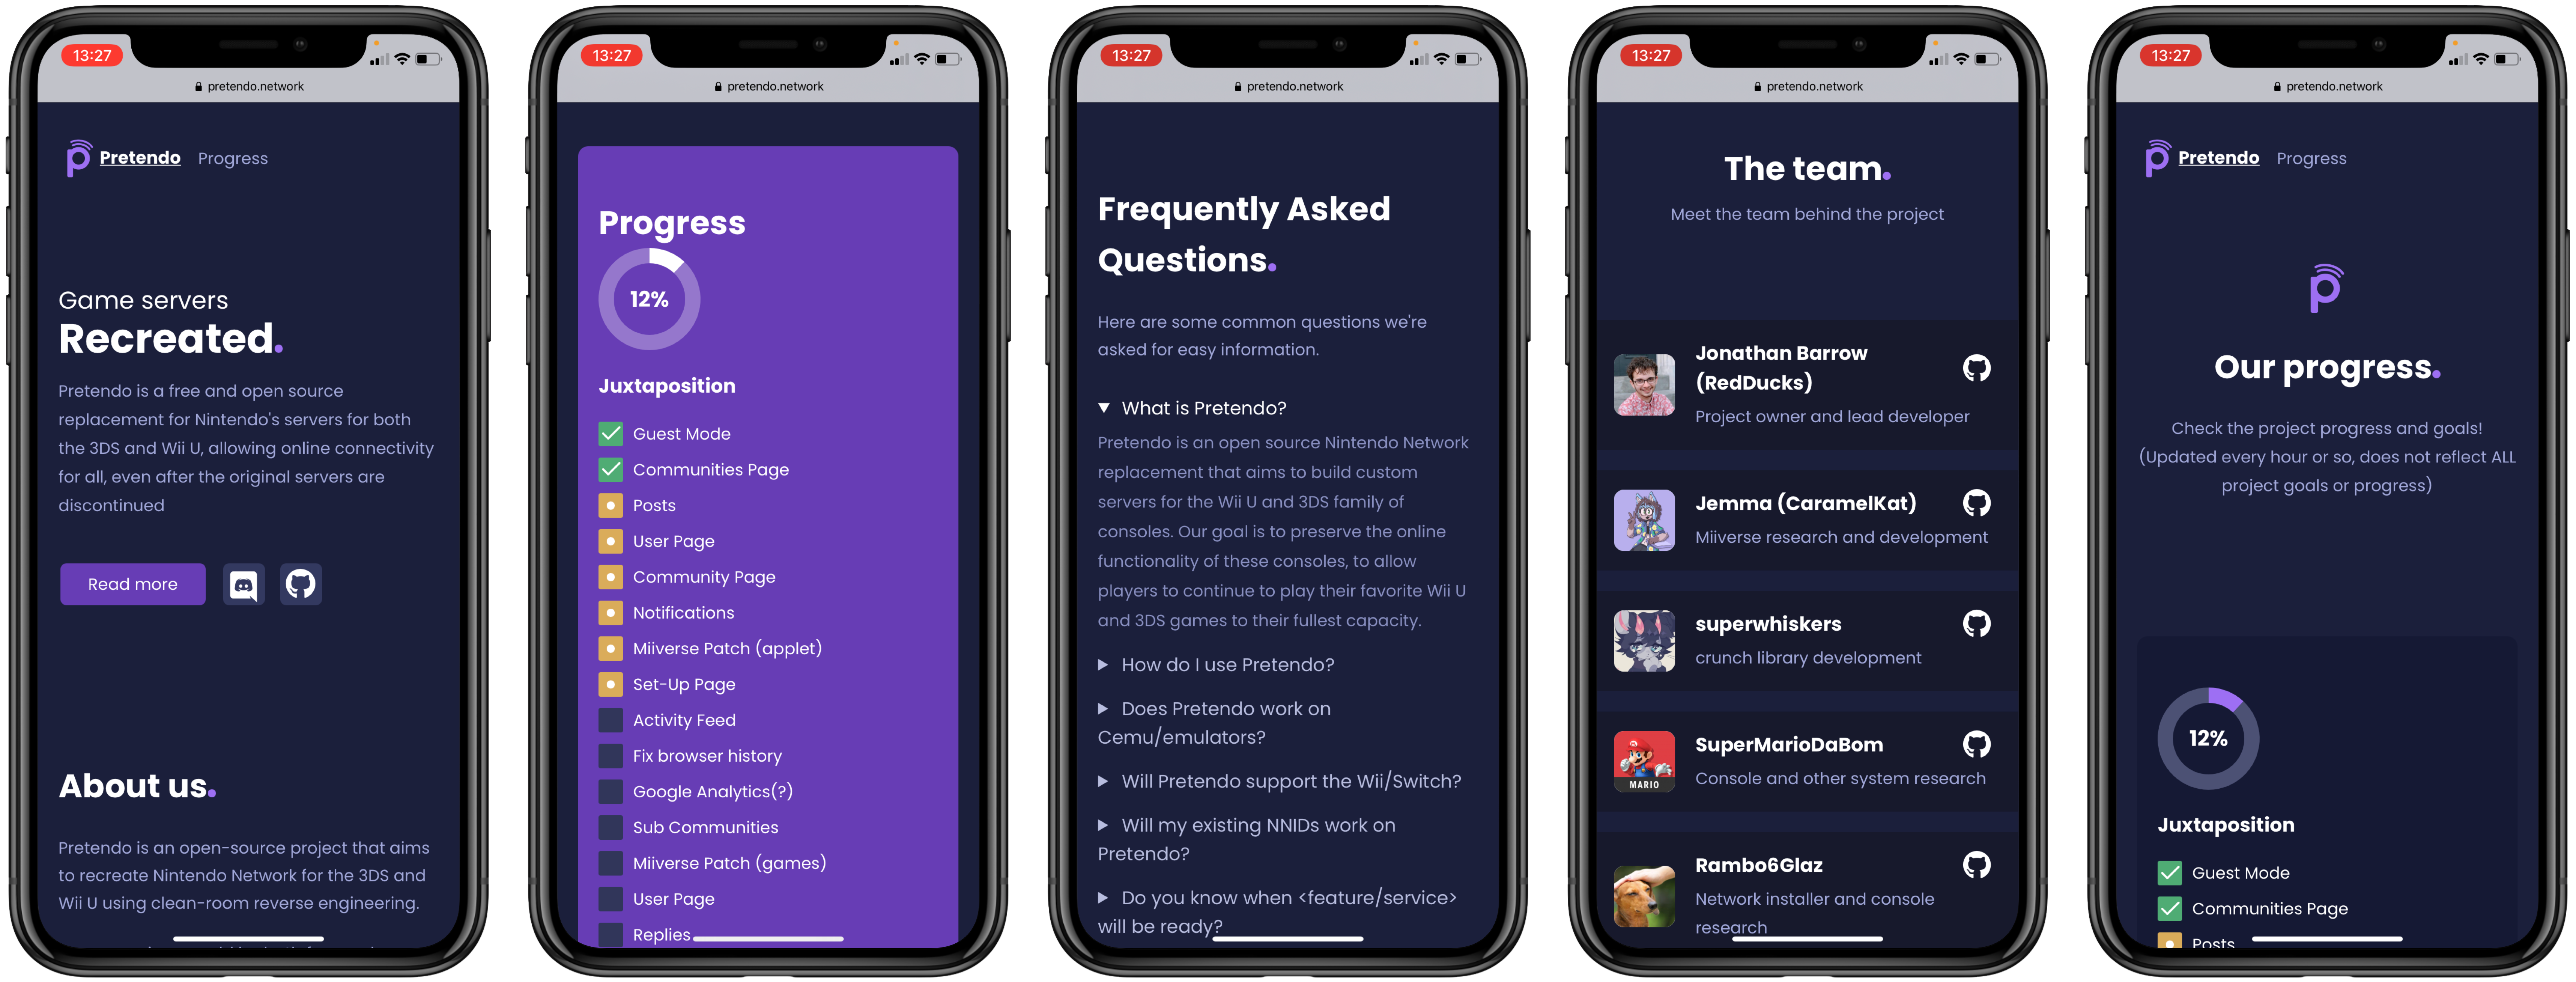 13:27
pretendo.network
Pretendo Progress
Game servers
Recreated.
Pretendo is a free and open source
replacement for Nintendo's servers for both
the 3DS and Wii U, allowing online connectivity
for all, even after the original servers are
discontinued
Read more
About us.
Pretendo is an open-source project that aims
to recreate Nintendo Network for the 3DS and
Wii U using clean-room reverse engineering.
13:27
pretendo.network
Progress
12%
Juxtaposition
Guest Mode
Communities Page
Posts
User Page
Community Page
Notifications
Miiverse Patch (applet)
Set-Up Page
Activity Feed
Fix browser history
Google Analytics(?)
Sub Communities
Miiverse Patch (games)
User Page
Replies
13:27
pretendo.network
Frequently Asked
Questions.
Here are some common questions we're
asked for easy information.
What is Pretendo?
Pretendo is an open source Nintendo Network
replacement that aims to build custom
servers for the Wii U and 3DS family of
consoles. Our goal is to preserve the online
functionality of these consoles, to allow
players to continue to play their favorite Wii U
and 3DS games to their fullest capacity.
How do I use Pretendo?
Does Pretendo work on
Cemu/emulators?
Will Pretendo support the Wii/Switch?
Will my existing NNIDs work on
Pretendo?
Do you know when <feature/service>
will be ready?
13:27
pretendo.network
The team.
Meet the team behind the project
Jonathan Barrow
(RedDucks)
Project owner and lead developer
Jemma (CaramelKat)
Miiverse research and development
superwhiskers
crunch library development
SuperMarioDaBom
Console and other system research
MARIO
Rambo6Glaz
Network installer and console
research
13:27
pretendo.network
Pretendo Progress
Our progress.
Check the project progress and goals!
(Updated every hour or so, does not reflect ALL
project goals or progress)
12%
Juxtaposition
Guest Mode
Communities Page
Posts